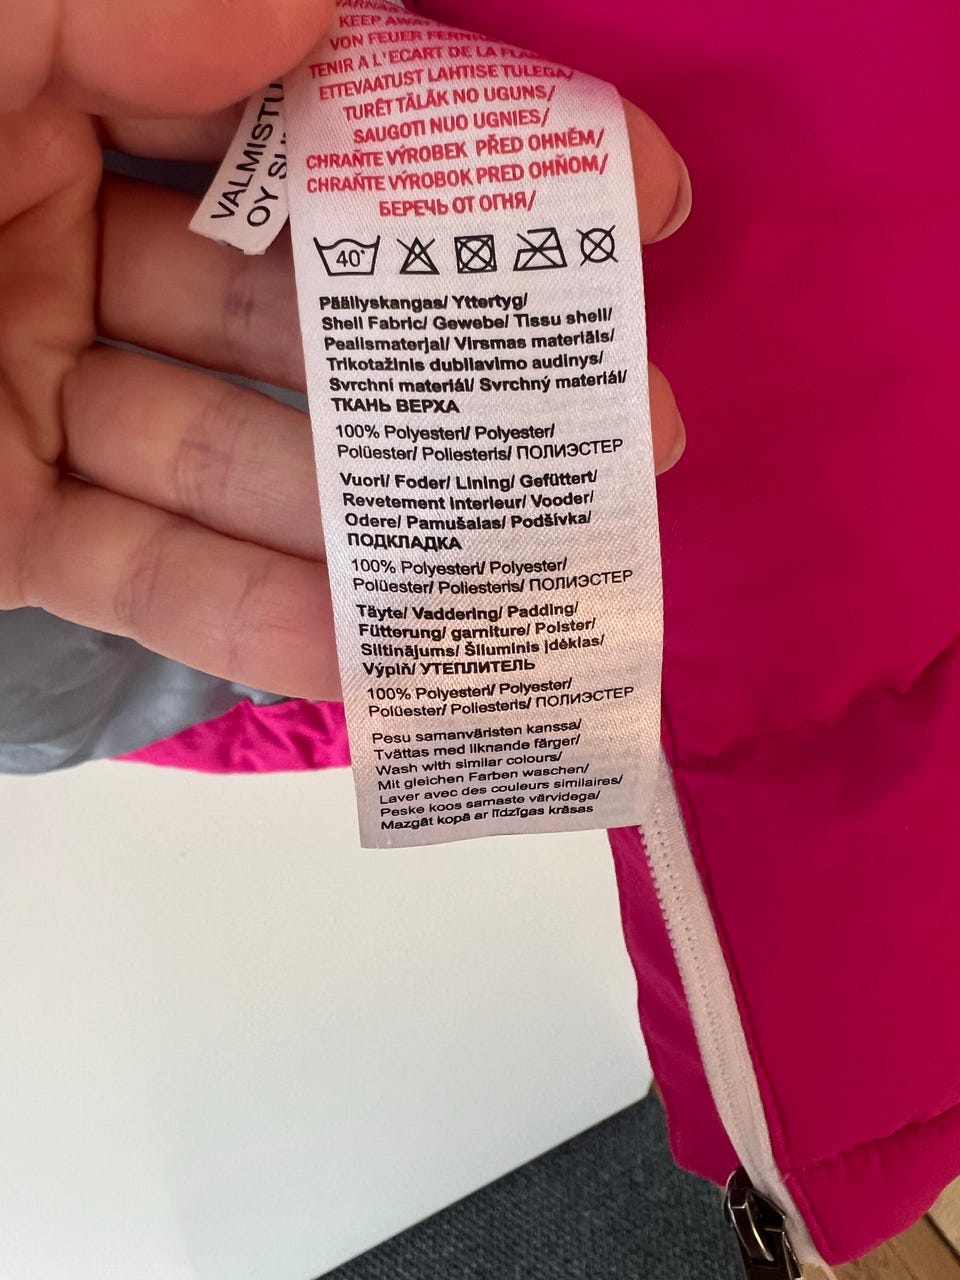 KEEP
VON FEUER
TENIR A L'ECART DE LA
ETTEVAATUST LAHTISE TULEGA/
TURĒT TĀLĀK NO UGUNS/
SAUGOTI NUO UGNIES/
CHRAŇTE VÝROBEK PŘED OHNĚM/
CHRAŇTE VÝROBOK PRED OHŇOM/
БЕРЕЧЬ ОТ ОГНЯ/
VALMISTU
OY
40°
Päällyskangas/ Yttertyg/
Shell Fabric/ Gewebe/ Tissu shell/
Pealismaterjal/ Virsmas materiāls/
Trikotažinis dubliavimo audinys/
Svrchní materiál/ Svrchný materiál/
ТКАНЬ ВЕРХА
100% Polyesteri/ Polyester/
Polüester/ Poliesteris/ ПОЛИЭСТЕР
Vuori/ Foder/ Lining/ Gefüttert/
Revetement interieur/ Vooder/
Odere/ Pamušalas/ Podšívka/
ПОДКЛАДКА
100% Polyesteri/ Polyester/
Polüester/ Poliesteris/ ПОЛИЭСТЕР
Täyte/ Vaddering/ Padding/
Fütterung/ garniture/ Polster/
Siltinājums/ Šiluminis įdėklas/
Výplň/ УТЕПЛИТЕЛЬ
100% Polyesteri/ Polyester/
Polüester/ Poliesteris/ ПОЛИЭСТЕР
Pesu samanväristen kanssa/
Tvättas med liknande färger/
Wash with similar colours/
Mit gleichen Farben waschen/
Laver avec des couleurs similaires/
Peske koos samaste värvidega/
Mazgāt kopā ar līdzīgas krāsas